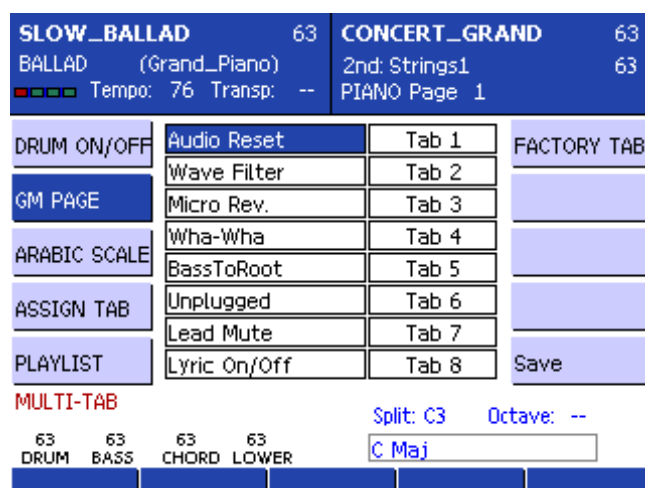 SLOW_BALLAD 63 CONCERT_GRAND 63
BALLAD (Grand_Piano) 2nd: Strings1 63
Tempo: 76 Transp: -- PIANO Page 1
DRUM ON/OFF Audio Reset Tab 1 FACTORY TAB
Wave Filter Tab 2
GM PAGE Micro Rev. Tab 3
Wha-Wha Tab 4
ARABIC SCALE BassToRoot Tab 5
ASSIGN TAB Unplugged Tab 6
Lead Mute Tab 7
PLAYLIST Lyric On/Off Tab 8 Save
MULTI-TAB
Split: C3 Octave: --
63 63 63 63
DRUM BASS CHORD LOWER C Maj